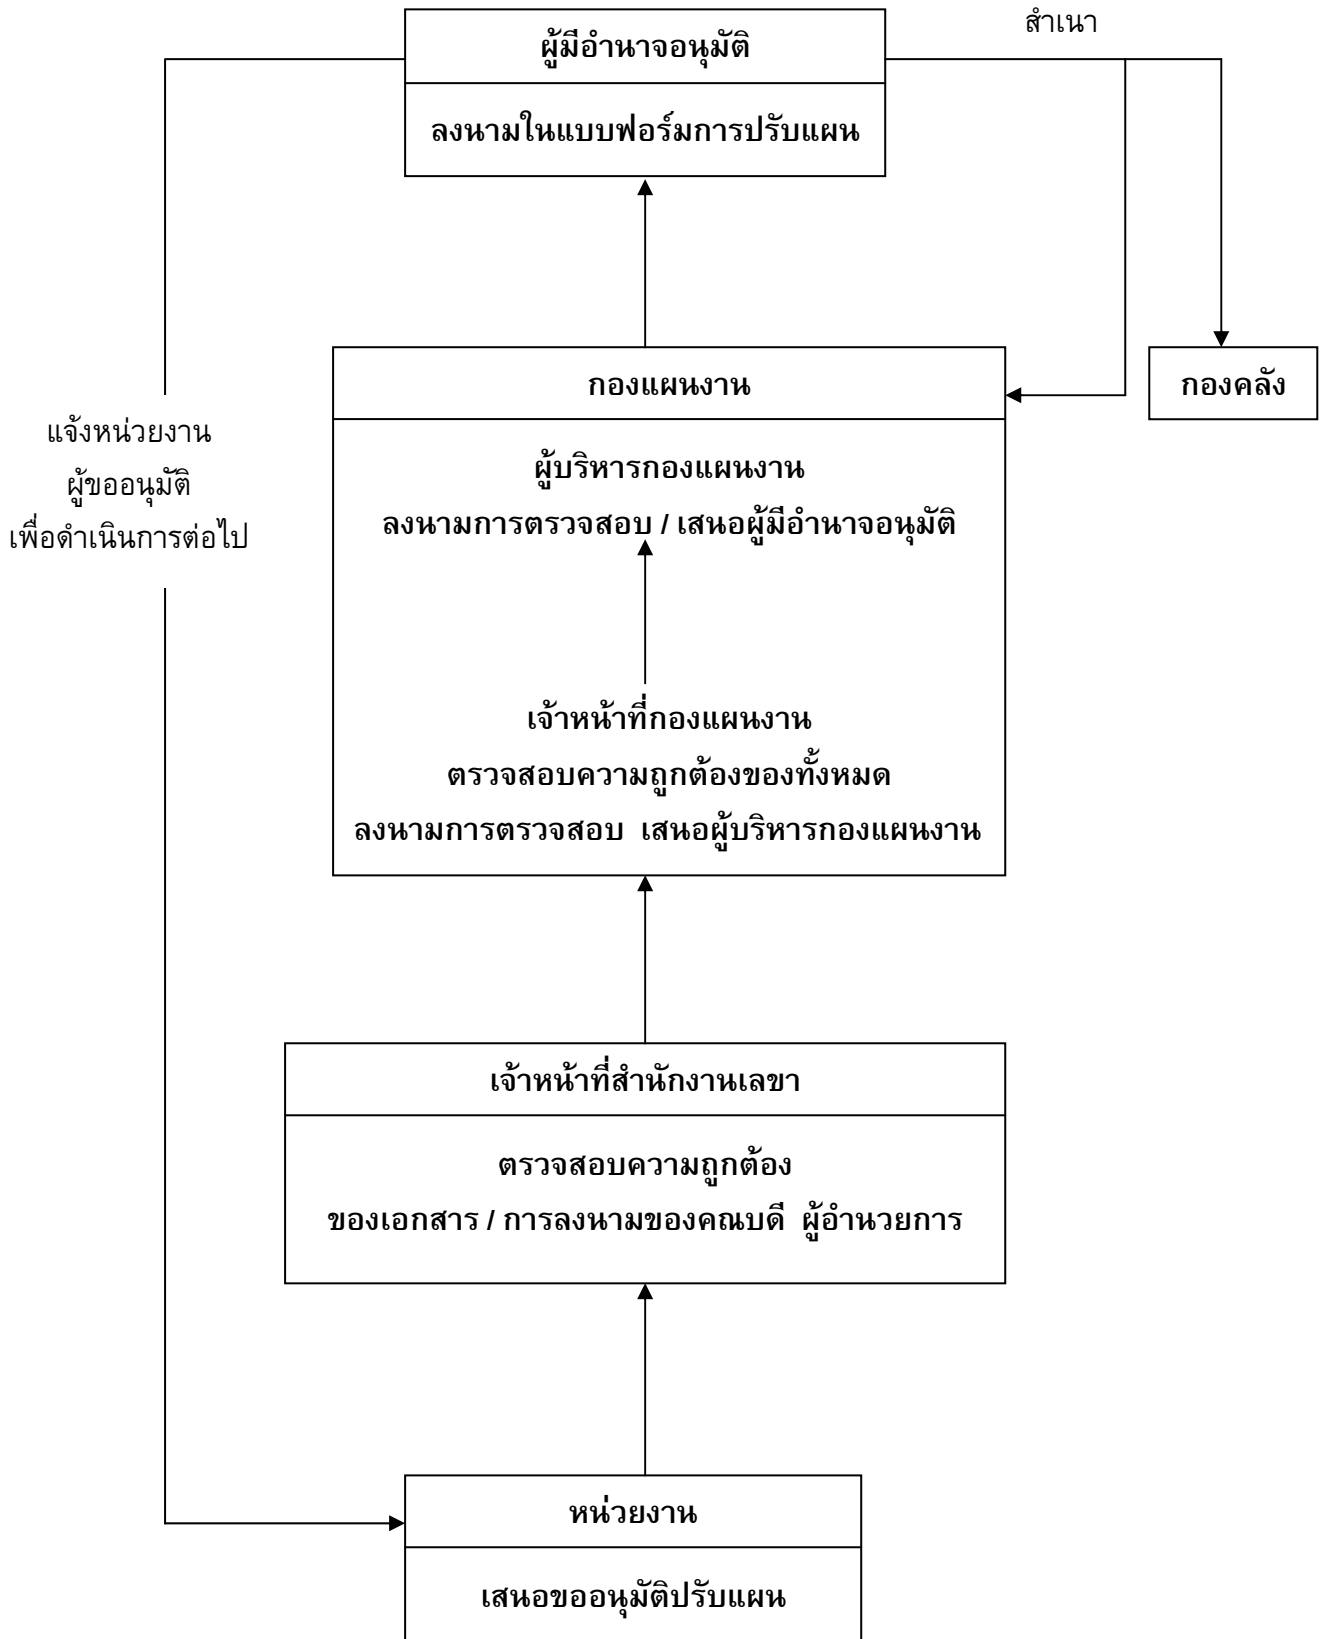 สำเนา
ผู้มีอำนาจอนุมัติ
ลงนามในแบบฟอร์มการปรับแผน
กองแผนงาน
กองคลัง
แจ้งหน่วยงาน
ผู้ขออนุมัติ
เพื่อดำเนินการต่อไป
ผู้บริหารกองแผนงาน
ลงนามการตรวจสอบ / เสนอผู้มีอำนาจอนุมัติ
เจ้าหน้าที่กองแผนงาน
ตรวจสอบความถูกต้องของทั้งหมด
ลงนามการตรวจสอบ เสนอผู้บริหารกองแผนงาน
เจ้าหน้าที่สำนักงานเลขา
ตรวจสอบความถูกต้อง
ของเอกสาร / การลงนามของคณบดี ผู้อำนวยการ
หน่วยงาน
เสนอขออนุมัติปรับแผน